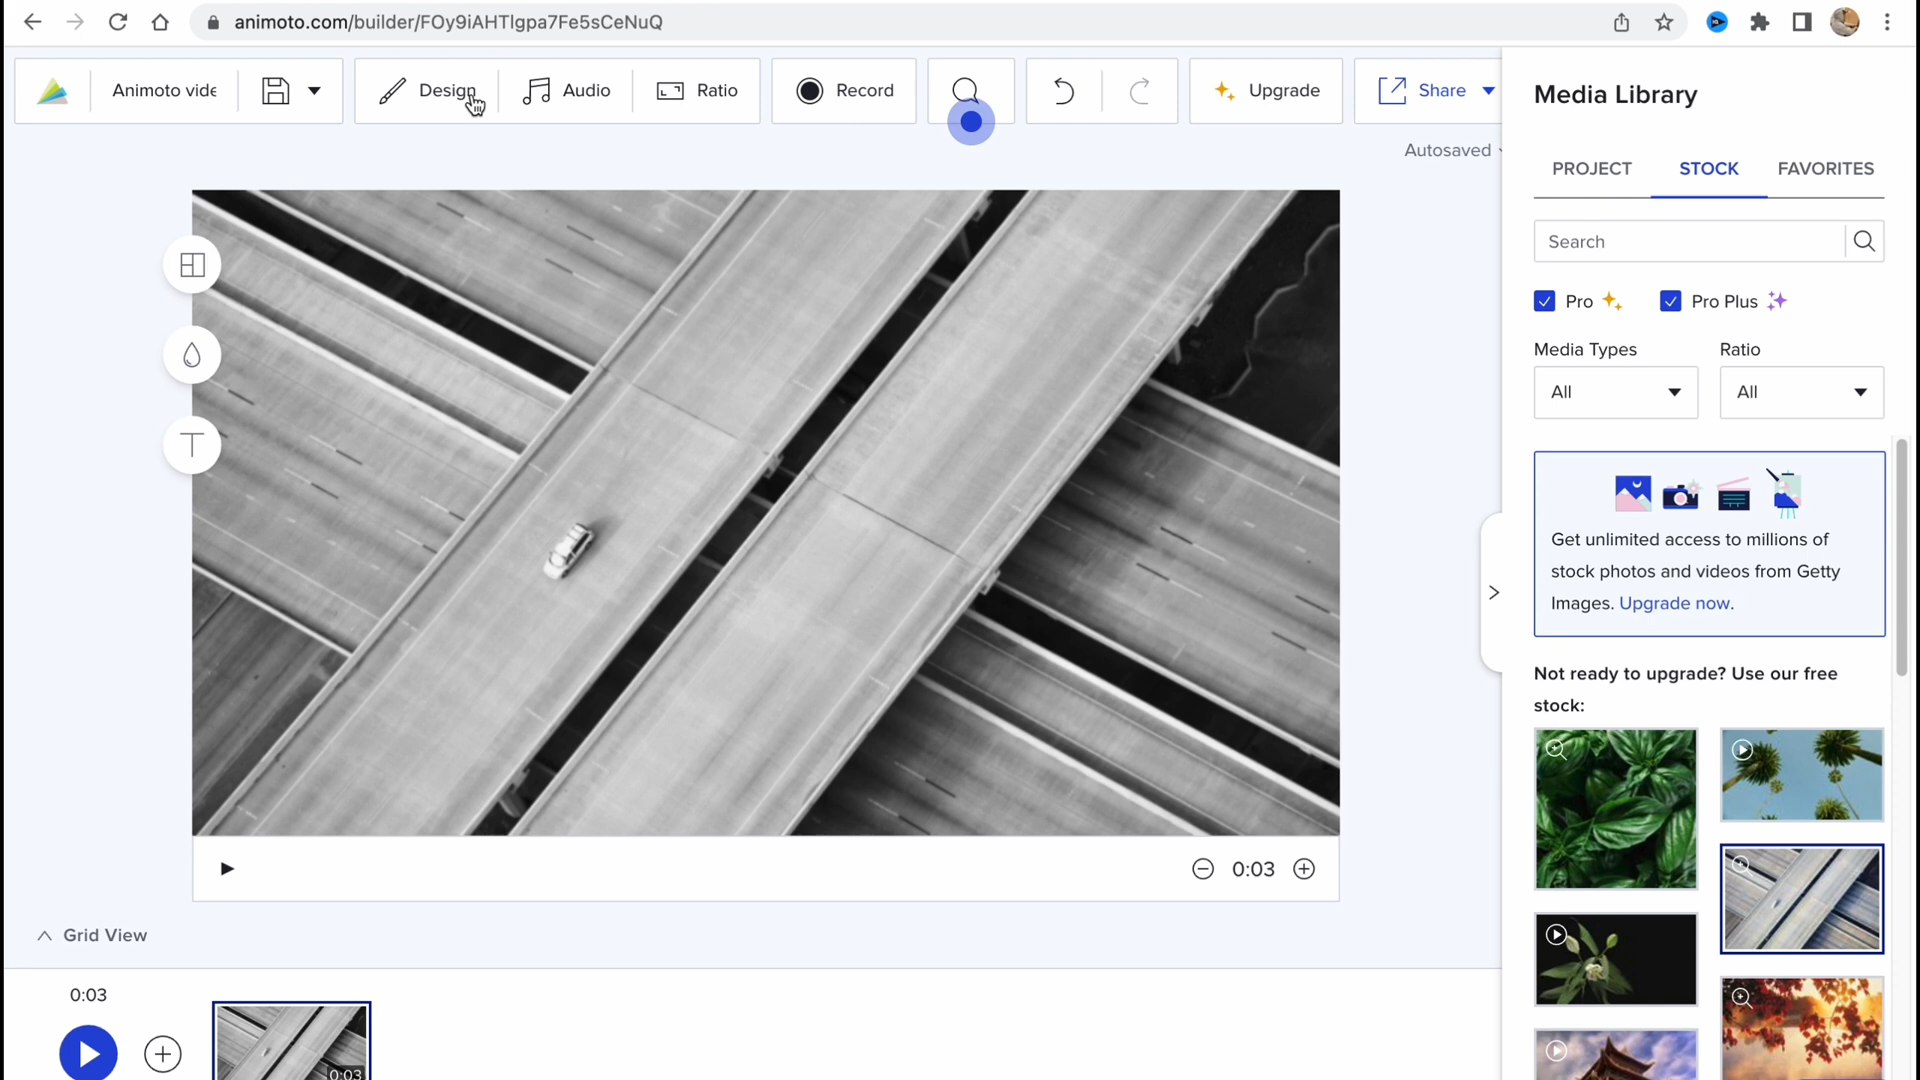 animoto.com/builder/FOy9iAHTlgpa7Fe5sCeNuQ
Animoto vide
Design
Audio
Ratio
Record
Upgrade
Share
Autosaved
Media Library
PROJECT
STOCK
FAVORITES
Search
Pro
Pro Plus
Media Types
Ratio
All
All
Get unlimited access to millions of
stock photos and videos from Getty
Images. Upgrade now.
Not ready to upgrade? Use our free
stock:
0:03
Grid View
0:03
0:03